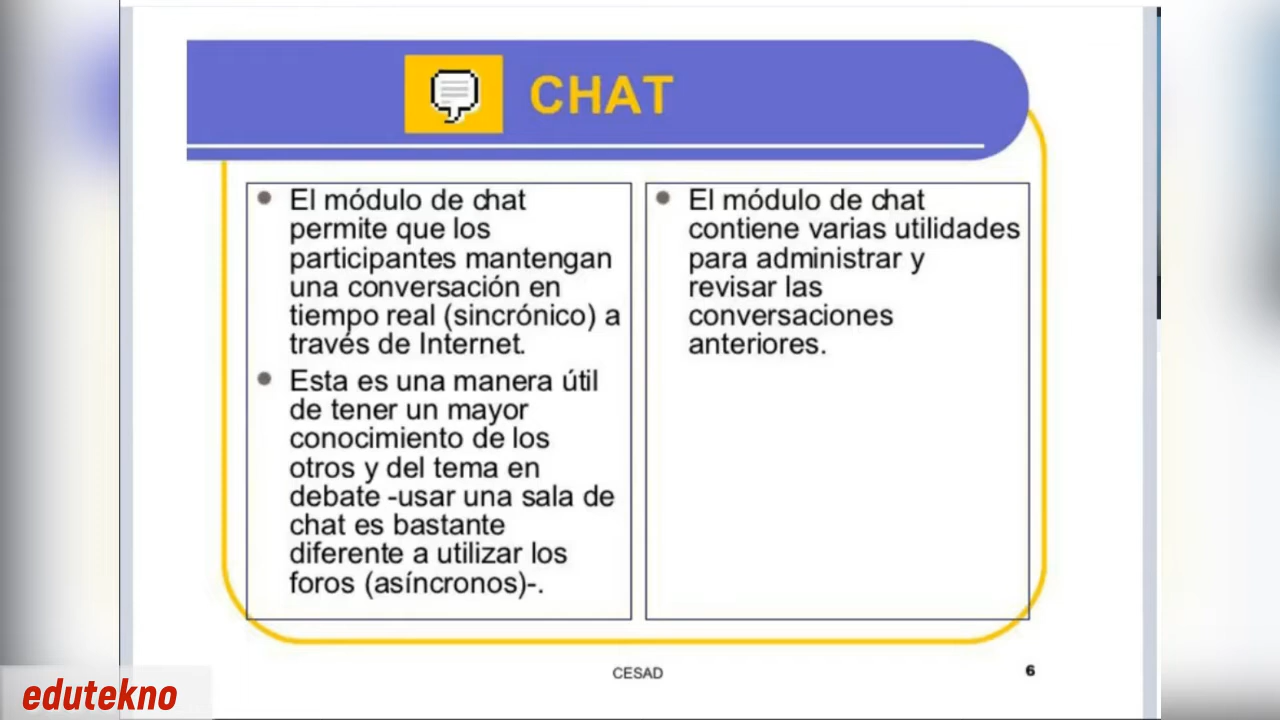 CHAT
El módulo de chat
permite que los
participantes mantengan
una conversación en
tiempo real (sincrónico) a
través de Internet.
Esta es una manera útil
de tener un mayor
conocimiento de los
otros y del tema en
debate -usar una sala de
chat es bastante
diferente a utilizar los
foros (asíncronos)-.
El módulo de chat
contiene varias utilidades
para administrar y
revisar las
conversaciones
anteriores.
CESAD
6
edutekno